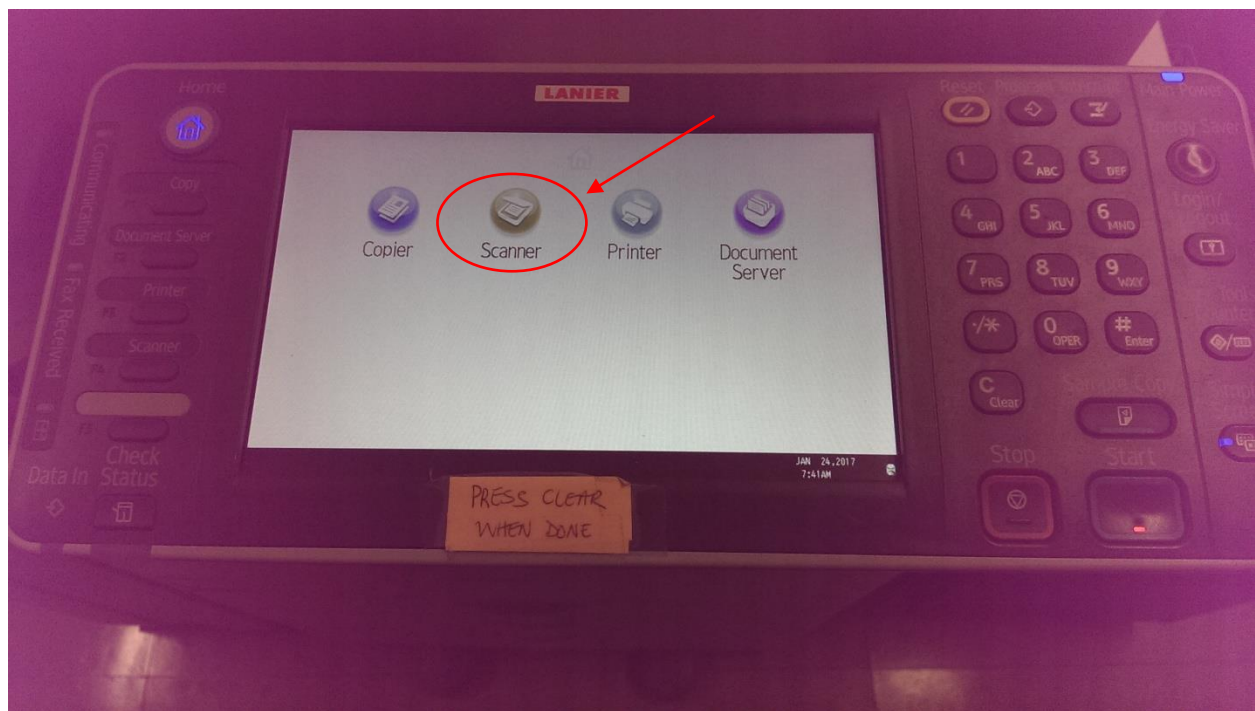 Home
LANIER
Reset
Main Power
Energy Saver
Communicating
Fax Received
Copy
Document Server
Printer
Scanner
Copier
Scanner
Printer
Document
Server
1
2 ABC
3 DEF
4 GHI
5 JKL
6 MNO
7 PRS
8 TUV
9 WXY
./*
0 OPER
# Enter
C Clear
Sample Copy
Data In
Check
Status
JAN 24,2017
7:41AM
Stop
Start
PRESS CLEAR
WHEN DONE